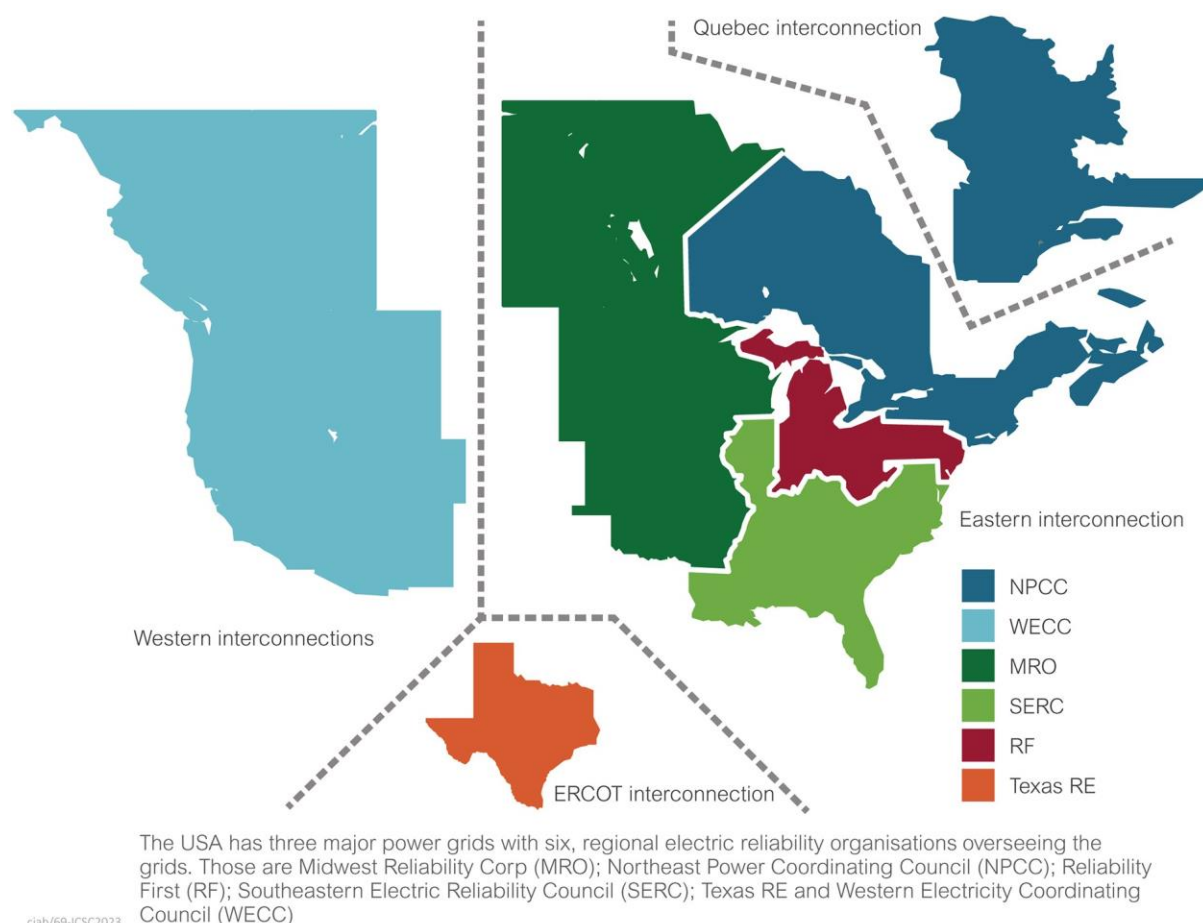 Quebec interconnection
Eastern interconnection
NPCC
WECC
MRO
SERC
RF
Texas RE
Western interconnections
ERCOT interconnection
The USA has three major power grids with six, regional electric reliability organisations overseeing the
grids. Those are Midwest Reliability Corp (MRO); Northeast Power Coordinating Council (NPCC); Reliability
First (RF); Southeastern Electric Reliability Council (SERC); Texas RE and Western Electricity Coordinating
Council (WECC)